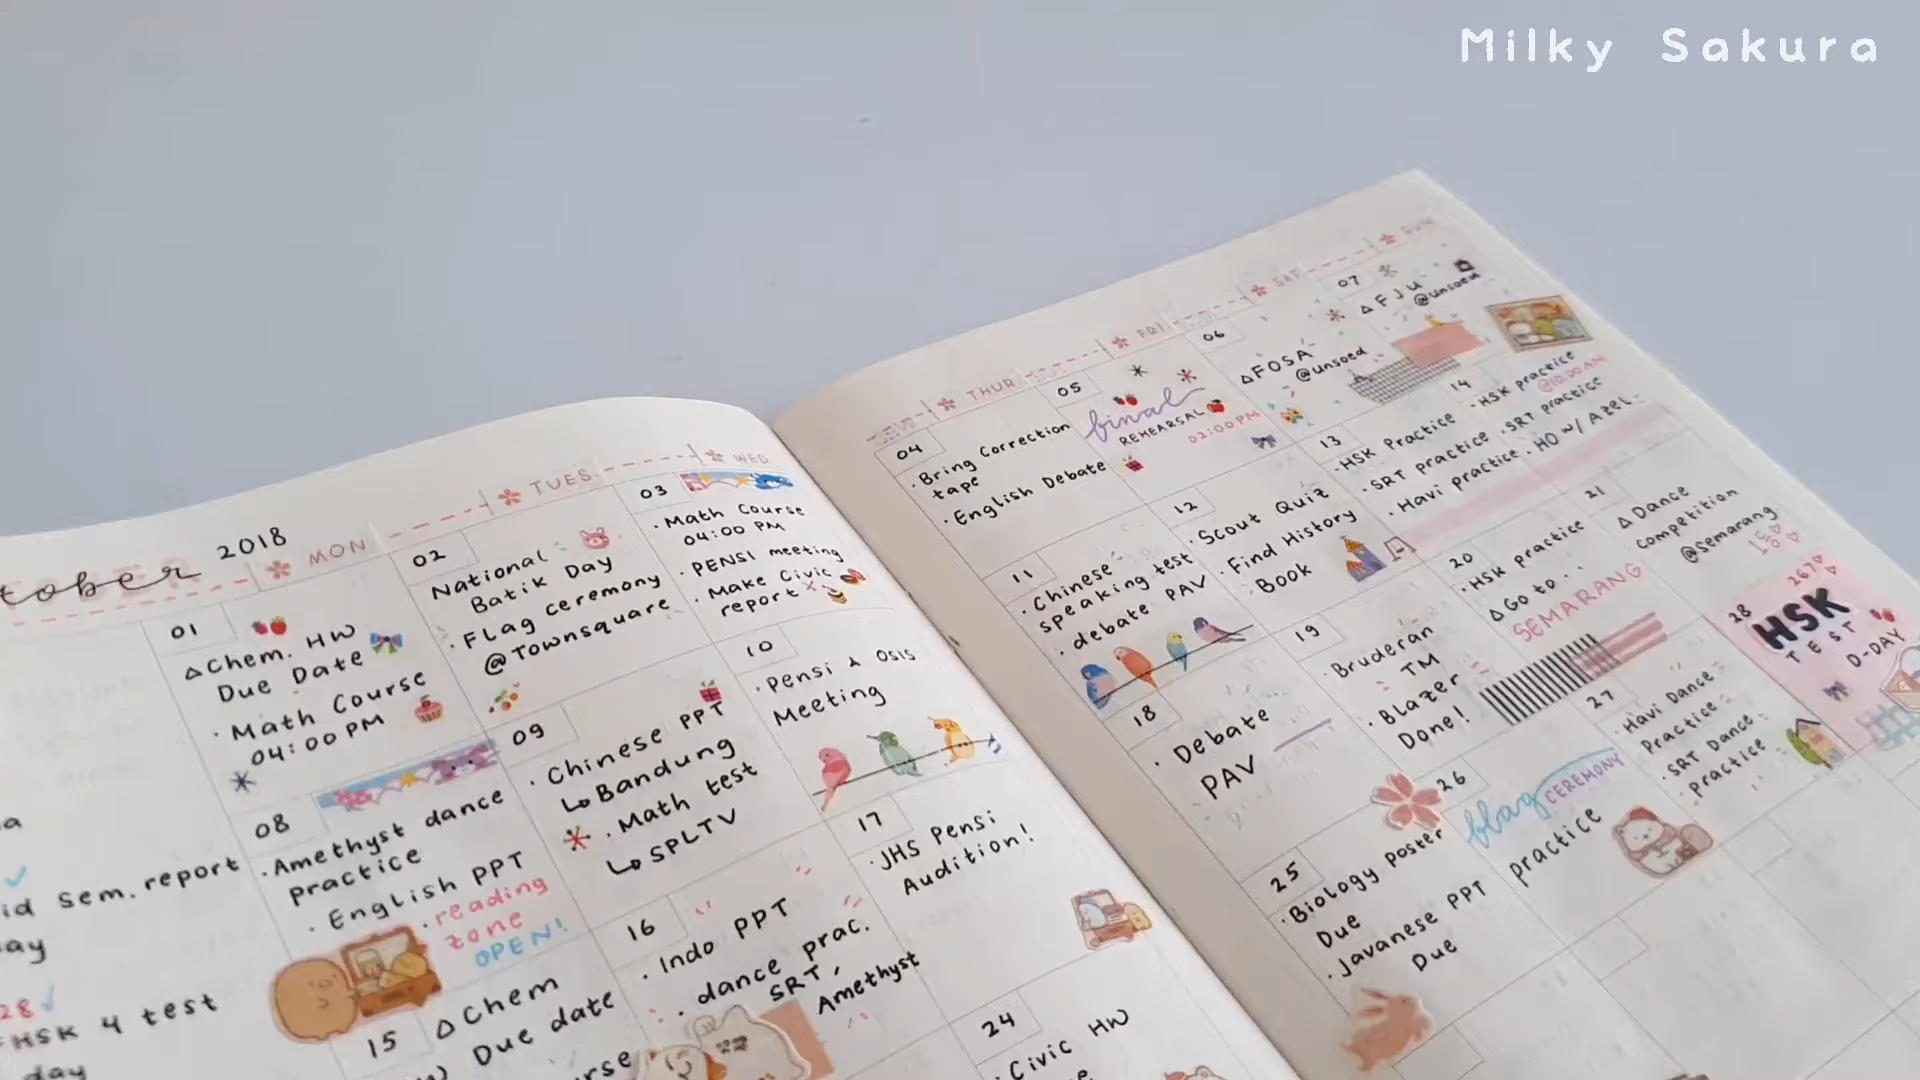 Milky Sakura
2018
MON
TUES
WED
THUR
FRI
SAT
SUN
01
△Chem. HW
Due Date
· Math Course
04:00 PM
02
National
Batik Day
· Flag ceremony
@Townsquare
03
· Math Course
04:00 PM
· PENSI meeting
· Make Civic
report
04
· Bring Correction
tape
· English Debate
05
final
REHEARSAL
02:00 PM
06
△FOSA
@unsoed
07
△FJU
@unsoed
sem. report
28
HSK 4 test
day
08
· Amethyst dance
practice
· English PPT
· reading
zone
OPEN!
09
· Chinese PPT
↳ Bandung
· Math test
↳ SPLTV
10
· Pensi & OSIS
Meeting
11
· Chinese
speaking test
· debate PAV
12
· Scout Quiz
· Find History
Book
13
· HSK Practice
· SRT practice
· Havi practice
14
· HSK practice
@10.00 AM
· SRT practice
· HO w/ Azel
15
△Chem
Due date
16
· Indo PPT
· dance prac.
SRT,
Amethyst
17
· JHS Pensi
Audition!
18
· Debate
PAV
19
· Bruderan
TM
· Blazer
Done!
20
· HSK practice
△Go to..
SEMARANG
21
△Dance
competition
@Semarang
24
· Civic HW
25
· Biology Poster
Due
· Javanese PPT
Due
26
flag CEREMONY
practice
27
· Havi Dance
Practice
· SRT Dance
practice
28
267
HSK
TEST
D-DAY